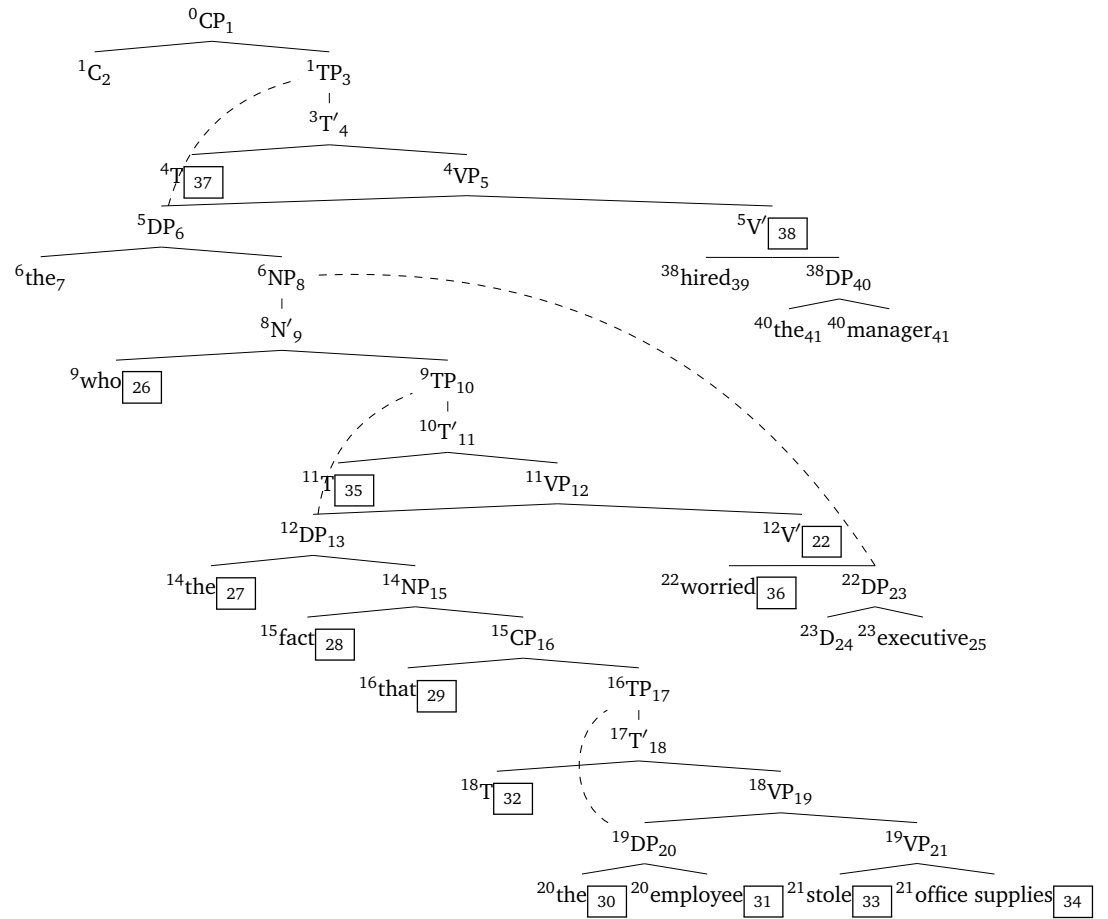 0CP1
1C2 1TP3
3T′4
4T 37 4VP5
5DP6 5V′ 38
6the7 6NP8 38hired39 38DP40
8N′9 40the41 40manager41
9who 26 9TP10
10T′11
11T 35 11VP12
12DP13 12V′ 22
14the 27 14NP15 22worried 36 22DP23
15fact 28 15CP16 23D24 23executive25
16that 29 16TP17
17T′18
18T 32 18VP19
19DP20 19VP21
20the 30 20employee 31 21stole 33 21office supplies 34